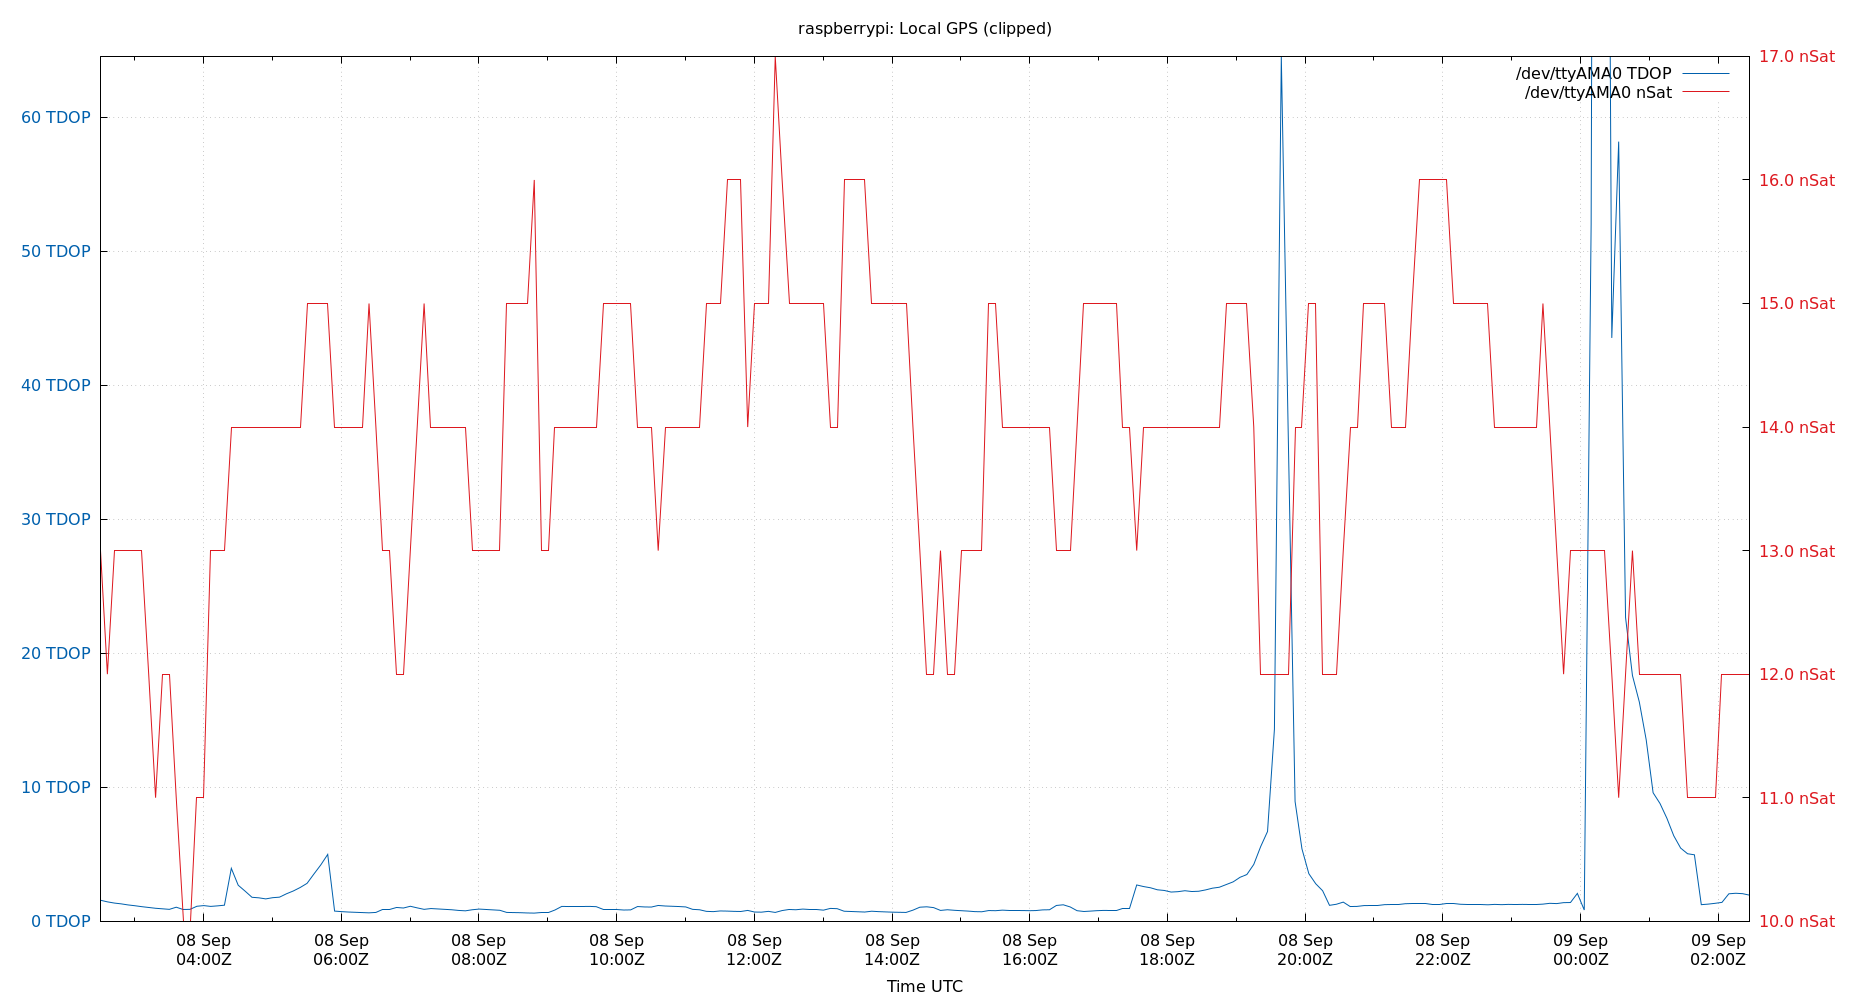 raspberrypi: Local GPS (clipped)
/dev/ttyAMA0 TDOP
/dev/ttyAMA0 nSat
60 TDOP
50 TDOP
40 TDOP
30 TDOP
20 TDOP
10 TDOP
0 TDOP
17.0 nSat
16.0 nSat
15.0 nSat
14.0 nSat
13.0 nSat
12.0 nSat
11.0 nSat
10.0 nSat
08 Sep
04:00Z
08 Sep
06:00Z
08 Sep
08:00Z
08 Sep
10:00Z
08 Sep
12:00Z
08 Sep
14:00Z
08 Sep
16:00Z
08 Sep
18:00Z
08 Sep
20:00Z
08 Sep
22:00Z
09 Sep
00:00Z
09 Sep
02:00Z
Time UTC